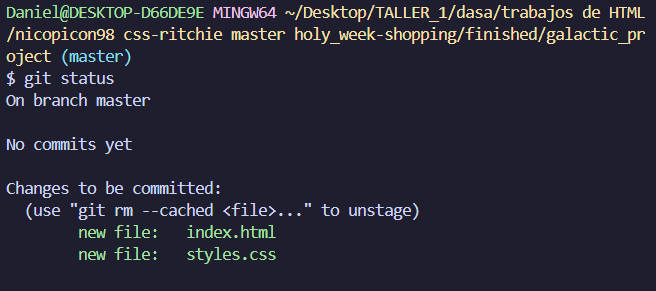 Daniel@DESKTOP-D66DE9E MINGW64 ~/Desktop/TALLER_1/dasa/trabajos de HTML
/nicopicon98 css-ritchie master holy_week-shopping/finished/galactic_pr
oject (master)
$ git status
On branch master

No commits yet

Changes to be committed:
  (use "git rm --cached <file>..." to unstage)
        new file:   index.html
        new file:   styles.css